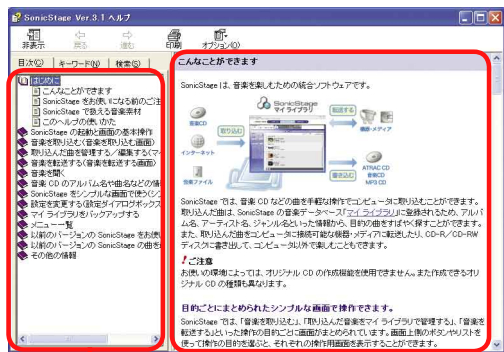 SonicStage Ver.3.1 ヘルプ
非表示 戻る 進む 印刷 オプション(O)
目次(C) キーワード(N) 検索(S)
はじめに
こんなことができます
SonicStage をお使いになる前のご注
SonicStage で扱える音楽素材
このヘルプの使いかた
SonicStage の起動と画面の基本操作
音楽を取り込む(音楽を取り込む画面)
取り込んだ曲を管理する/編集する(マイ
音楽を転送する(音楽を転送する画面)
音楽を聞く
音楽 CD のアルバム名や曲名などの情
SonicStage をシンプルな画面で使う(シン
設定を変更する(設定ダイアログボックス
マイ ライブラリをバックアップする
メニュー一覧
以前のバージョンの SonicStage をお使
以前のバージョンの SonicStage の曲を
その他の情報
こんなことができます
SonicStage は、音楽を楽しむための統合ソフトウェアです。
SonicStage
マイライブラリ
音楽CD
取り込む
転送する
機器・メディア
インターネット
音楽ファイル
書き込む
ATRAC CD
音楽CD
MP3 CD
SonicStage では、音楽 CD などの曲を手軽な操作でコンピュータに取り込むことができます。
取り込んだ曲は、SonicStage の音楽データベース「マイ ライブラリ」に登録されるため、アルバ
ム名、アーティスト名、ジャンル名といった情報から、目的の曲をすばやく探すことができます。
また、取り込んだ曲をコンピュータに接続可能な機器・メディアに転送したり、CD-R/CD-RW
ディスクに書き出して、コンピュータ以外で楽しむこともできます。
!ご注意
お使いの環境によっては、オリジナル CD の作成機能を使用できません。また作成できるオリ
ジナル CD の種類も異なります。
目的ごとにまとめられたシンプルな画面で操作できます。
SonicStage では、「音楽を取り込む」、「取り込んだ音楽をマイ ライブラリで管理する」、「音楽を
転送する」といった操作の目的ごとに画面がまとめられています。画面上側のボタンやリストを
使って操作の目的を選ぶと、それぞれの操作用画面を表示することができます。